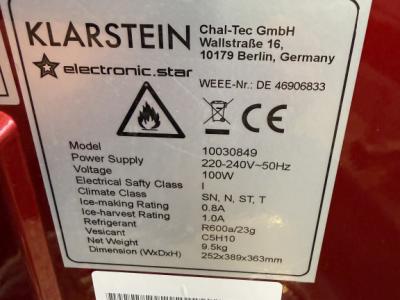 KLARSTEIN
Chal-Tec GmbH
Wallstraße 16,
10179 Berlin, Germany
electronic.star
WEEE-Nr.: DE 46906833
CE
Model 10030849
Power Supply 220-240V~50Hz
Voltage 100W
Electrical Safty Class I
Climate Class SN, N, ST, T
Ice-making Rating 0.8A
Ice-harvest Rating 1.0A
Refrigerant R600a/23g
Vesicant C5H10
Net Weight 9.5kg
Dimension (WxDxH) 252x389x363mm